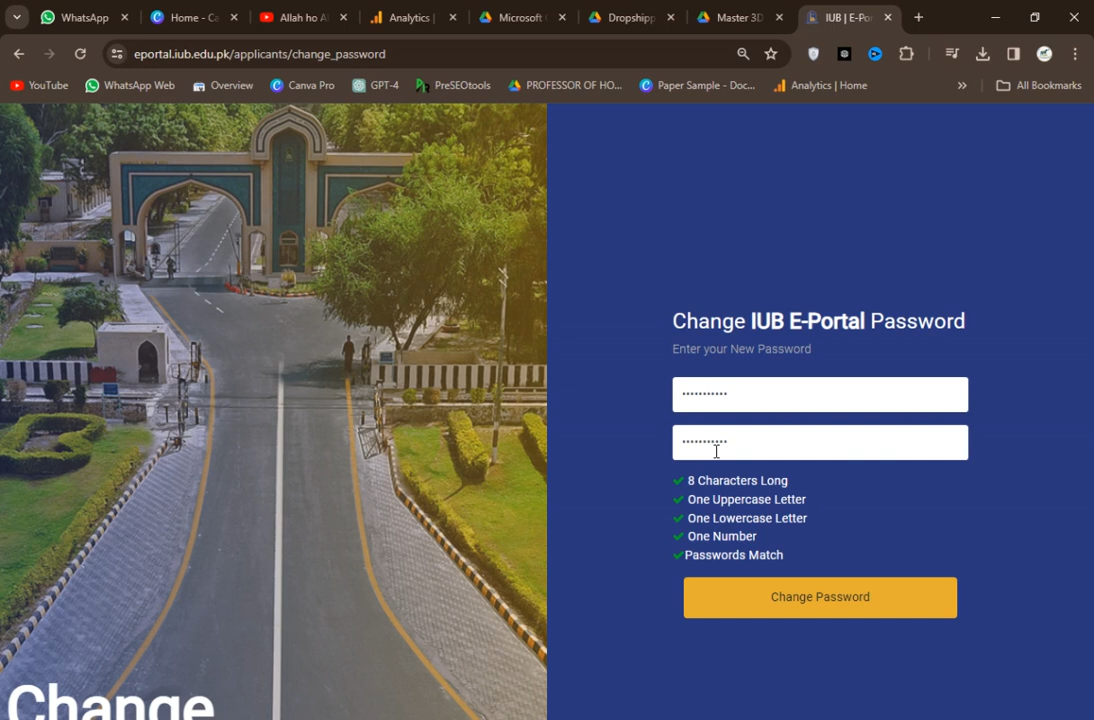 WhatsApp
Home - Ca
Allah ho A
Analytics |
Microsoft
Dropshipp
Master 3D
IUB | E-Por
eportal.iub.edu.pk/applicants/change_password
YouTube
WhatsApp Web
Overview
Canva Pro
GPT-4
PreSEOtools
PROFESSOR OF HO...
Paper Sample - Doc...
Analytics | Home
All Bookmarks
Change IUB E-Portal Password
Enter your New Password
8 Characters Long
One Uppercase Letter
One Lowercase Letter
One Number
Passwords Match
Change Password
Change